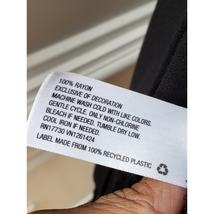 100% RAYON
EXCLUSIVE OF DECORATION
MACHINE WASH COLD WITH LIKE COLORS.
GENTLE CYCLE. ONLY NON-CHLORINE
BLEACH IF NEEDED. TUMBLE DRY LOW.
COOL IRON IF NEEDED.
RN17730 VN1261424
LABEL MADE FROM 100% RECYCLED PLASTIC